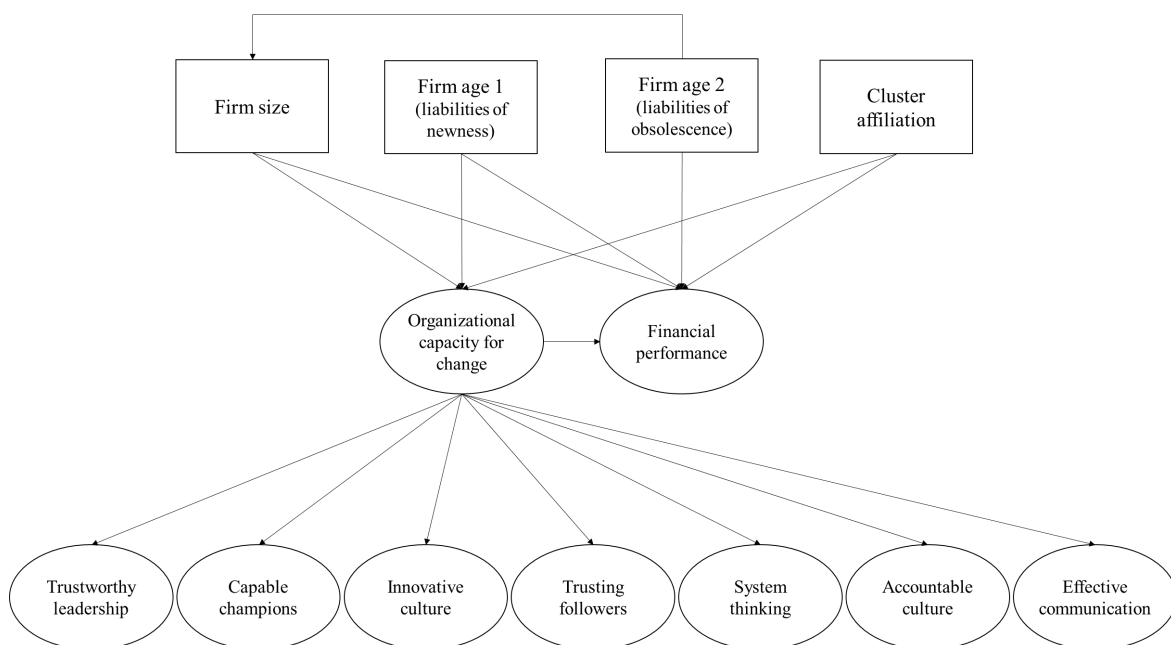 Firm size
Firm age 1
(liabilities of
newness)
Firm age 2
(liabilities of
obsolescence)
Cluster
affiliation
Organizational
capacity for
change
Financial
performance
Trustworthy
leadership
Capable
champions
Innovative
culture
Trusting
followers
System
thinking
Accountable
culture
Effective
communication